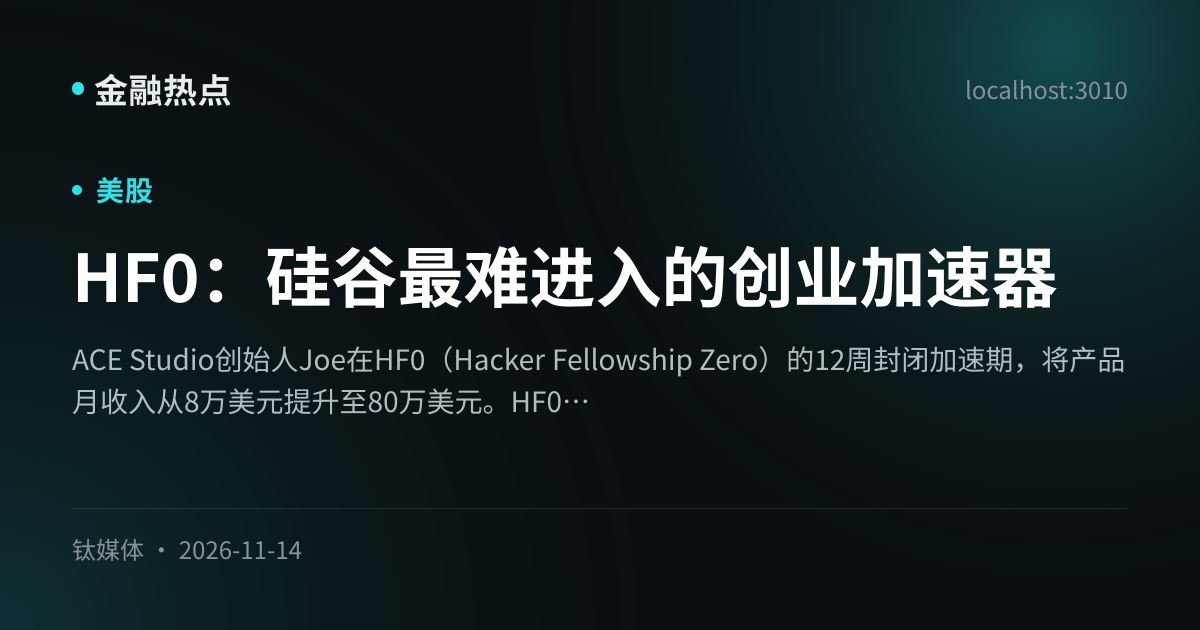 金融热点
localhost:3010
美股
HF0：硅谷最难进入的创业加速器
ACE Studio创始人Joe在HF0（Hacker Fellowship Zero）的12周封闭加速期，将产品
月收入从8万美元提升至80万美元。HF0…
钛媒体 · 2026-11-14